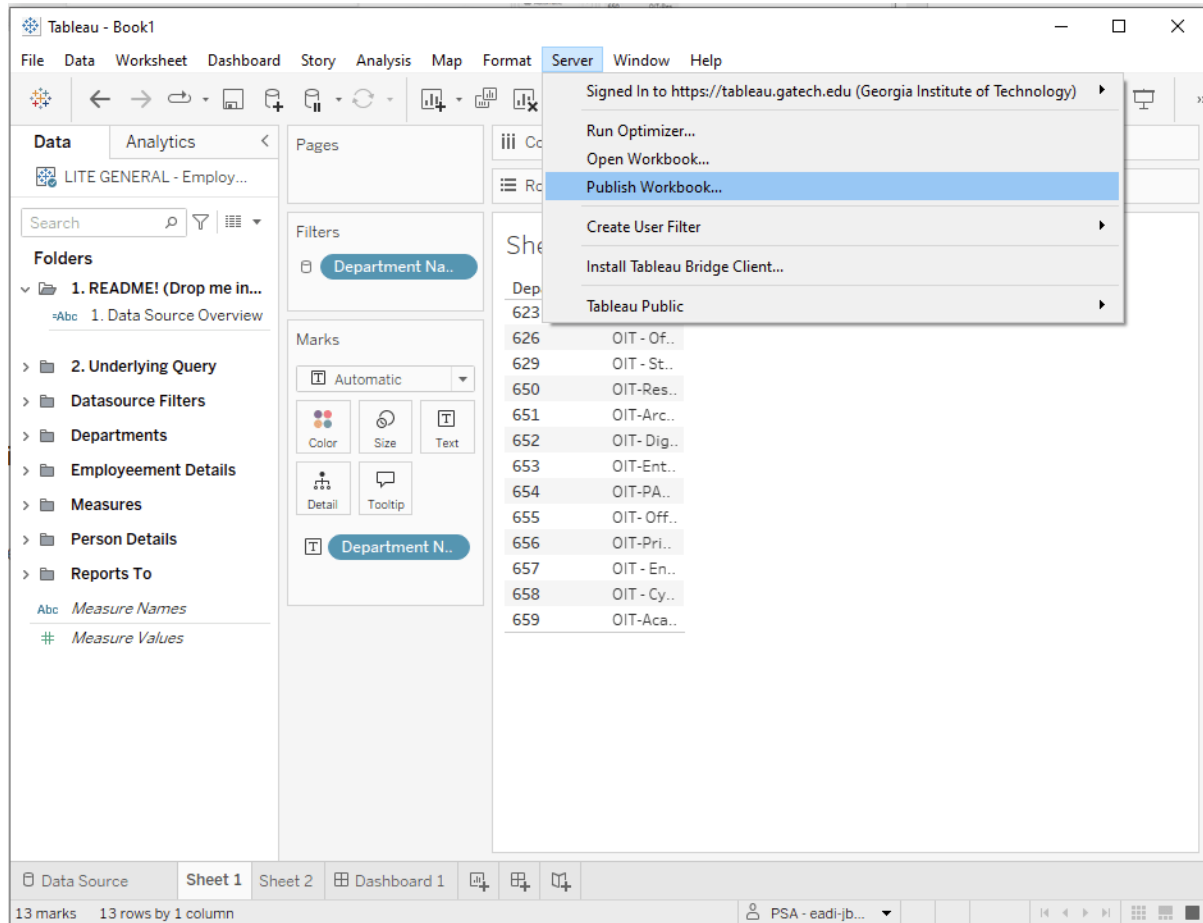 Tableau - Book1
File Data Worksheet Dashboard Story Analysis Map Format Server Window Help
Signed In to https://tableau.gatech.edu (Georgia Institute of Technology)
Run Optimizer...
Open Workbook...
Publish Workbook...
Create User Filter
Install Tableau Bridge Client...
Tableau Public
Data Analytics
LITE GENERAL - Employ...
Search
Folders
1. README! (Drop me in...
=Abc 1. Data Source Overview
2. Underlying Query
Datasource Filters
Departments
Employeement Details
Measures
Person Details
Reports To
Abc Measure Names
# Measure Values
Pages
Filters
Department Na..
Marks
Automatic
Color Size Text
Detail Tooltip
Department N..
iii Co
Ro
She
Dep
623
626 OIT - Of..
629 OIT - St..
650 OIT-Res..
651 OIT-Arc..
652 OIT- Dig..
653 OIT-Ent..
654 OIT-PA..
655 OIT- Off..
656 OIT-Pri..
657 OIT - En..
658 OIT - Cy..
659 OIT-Aca..
Data Source Sheet 1 Sheet 2 Dashboard 1
13 marks 13 rows by 1 column PSA - eadi-jb...